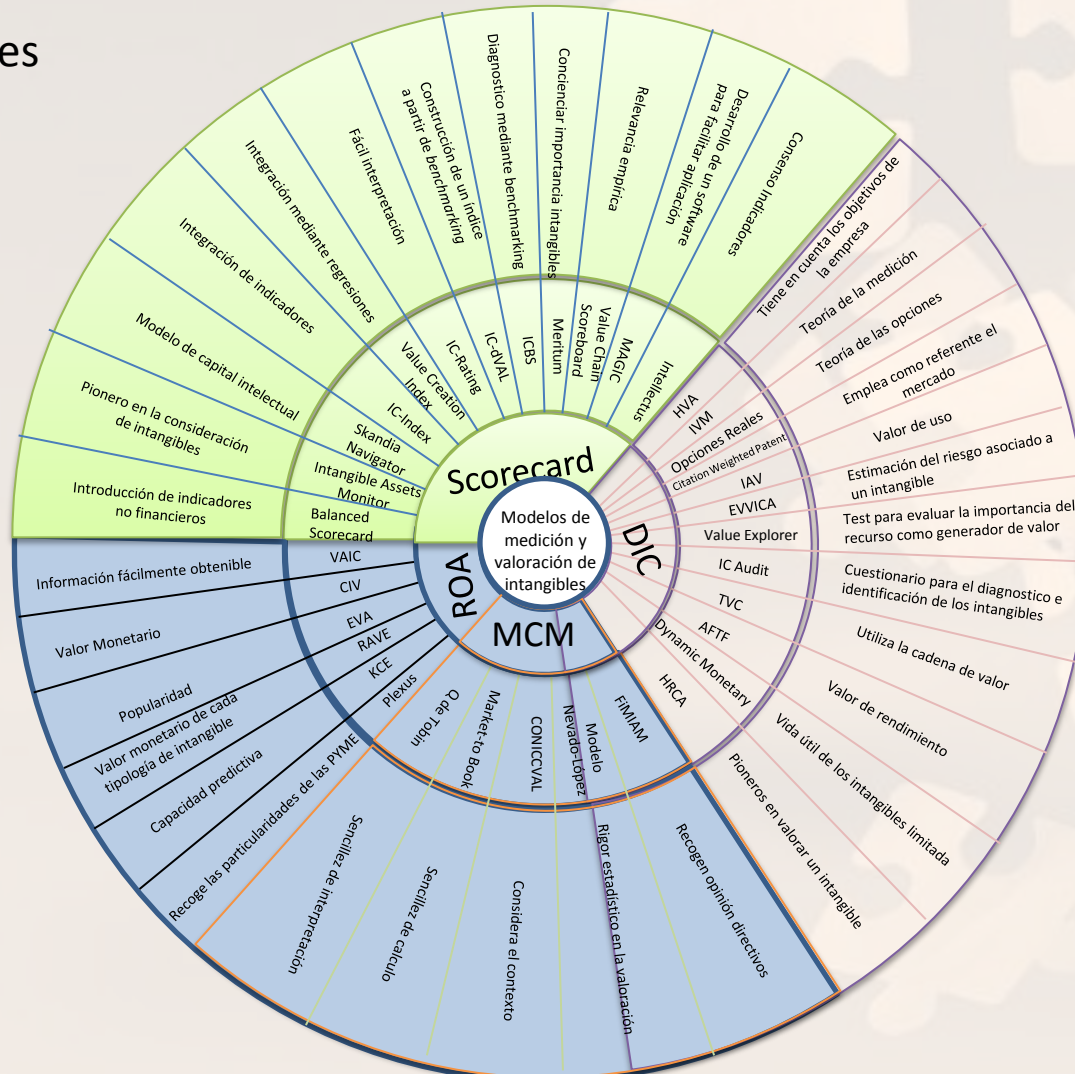 es
Modelos de
medición y
valoración de
intangibles
Scorecard
DIC
MCM
ROA
Balanced
Scorecard
Introducción de indicadores
no financieros
Intangible Assets
Monitor
Pionero en la consideración
de intangibles
Skandia
Navigator
Modelo de capital intelectual
IC-Index
Integración de indicadores
Value Creation
Index
Integración mediante regresiones
IC-Rating
Fácil interpretación
IC-dVAL
Construcción de un índice
a partir de benchmarking
ICBS
Diagnostico mediante benchmarking
Meritum
Concienciar importancia intangibles
Value Chain
Scoreboard
Relevancia empírica
MAGIC
Desarrollo de un software
para facilitar aplicación
Intellectus
Consenso Indicadores
HVA
Tiene en cuenta los objetivos de
la empresa
IVM
Teoría de la medición
Opciones Reales
Teoría de las opciones
Citation Weighted Patent
Emplea como referente el
mercado
IAV
Valor de uso
EVVICA
Estimación del riesgo asociado a
un intangible
Value Explorer
Test para evaluar la importancia del
recurso como generador de valor
IC Audit
Cuestionario para el diagnostico e
identificación de los intangibles
TVC
Utiliza la cadena de valor
AFTF
Valor de rendimiento
Dynamic Monetary
Vida útil de los intangibles limitada
HRCA
Pioneros en valorar un intangible
FiMIAM
Recogen opinión directivos
Modelo
Nevado-López
Rigor estadístico en la valoración
CONICCVAL
Considera el contexto
Market-to Book
Sencillez de calculo
Q de Tobin
Sencillez de interpretación
Plexus
Recoge las particularidades de las PYME
KCE
Capacidad predictiva
RAVE
Valor monetario de cada
tipología de intangible
EVA
Popularidad
CIV
Valor Monetario
VAIC
Información fácilmente obtenible